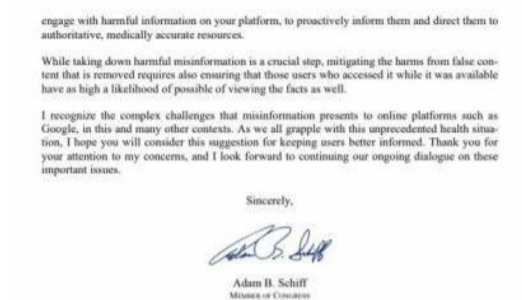 engage with harmful information on your platform, to proactively inform them and direct them to
authoritative, medically accurate resources.
While taking down harmful misinformation is a crucial step, mitigating the harms from false con-
tent that is removed requires also ensuring that those users who accessed it while it was available
have as high a likelihood of possible of viewing the facts as well.
I recognize the complex challenges that misinformation presents to online platforms such as
Google, in this and many other contexts. As we all grapple with this unprecedented health situa-
tion, I hope you will consider this suggestion for keeping users better informed. Thank you for
your attention to my concerns, and I look forward to continuing our ongoing dialogue on these
important issues.
Sincerely,
Adam B. Schiff
Adam B. Schiff
MEMBER OF CONGRESS